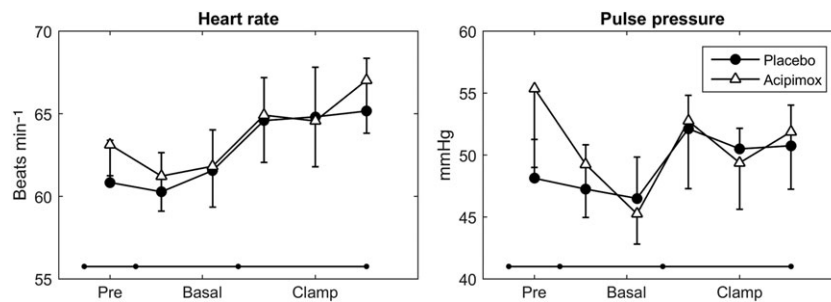 Heart rate
Pulse pressure
70
65
60
55
Beats min⁻¹
Pre
Basal
Clamp
60
55
50
45
40
mmHg
Placebo
Acipimox
Pre
Basal
Clamp